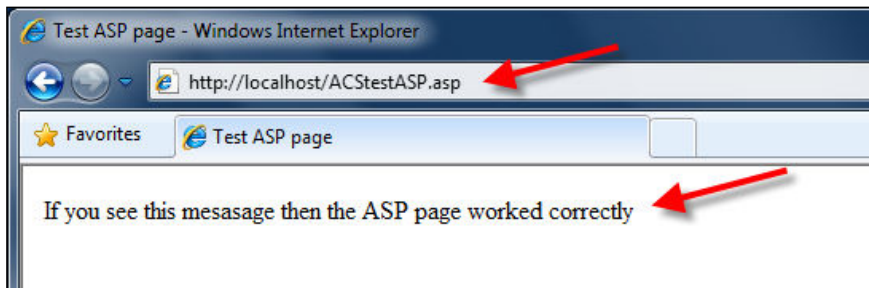 Test ASP page - Windows Internet Explorer
http://localhost/ACStestASP.asp
Favorites
Test ASP page
If you see this mesasage then the ASP page worked correctly